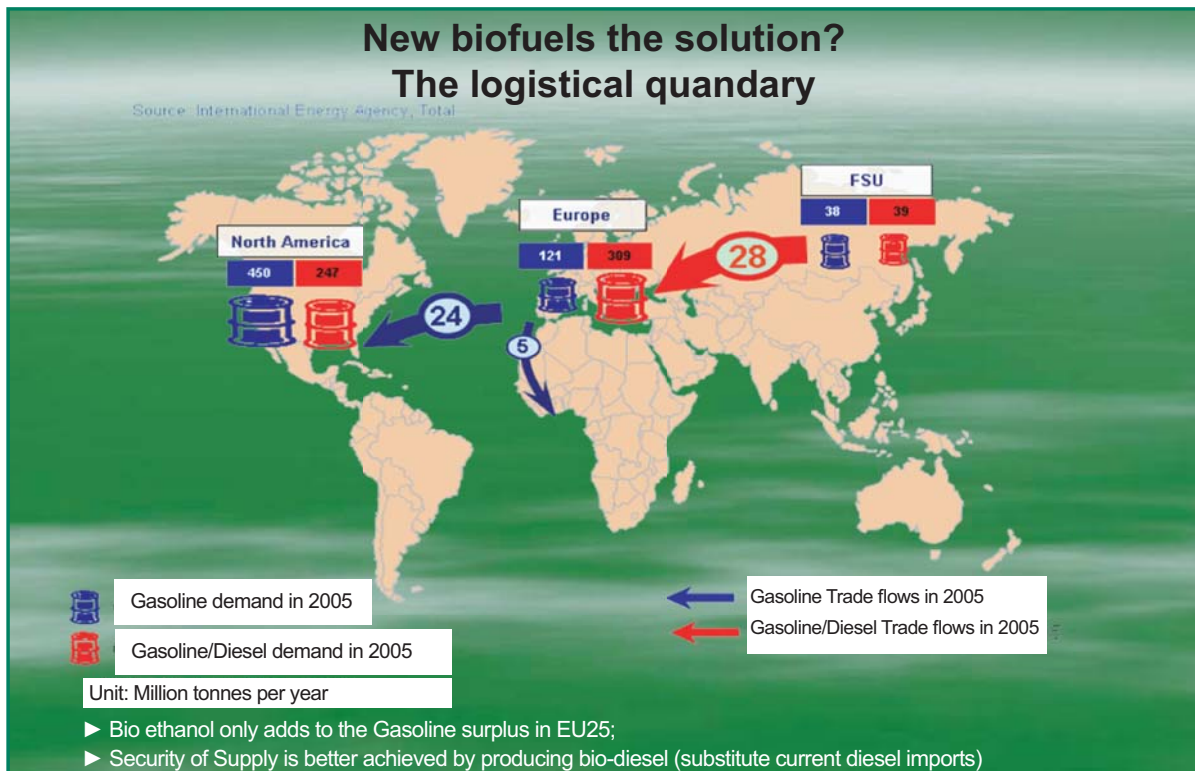 New biofuels the solution?
The logistical quandary
Source: International Energy Agency, Total
FSU
38 39
Europe
121 309
28
North America
450 247
24
5
Gasoline demand in 2005
Gasoline/Diesel demand in 2005
Unit: Million tonnes per year
Gasoline Trade flows in 2005
Gasoline/Diesel Trade flows in 2005
► Bio ethanol only adds to the Gasoline surplus in EU25;
► Security of Supply is better achieved by producing bio-diesel (substitute current diesel imports)